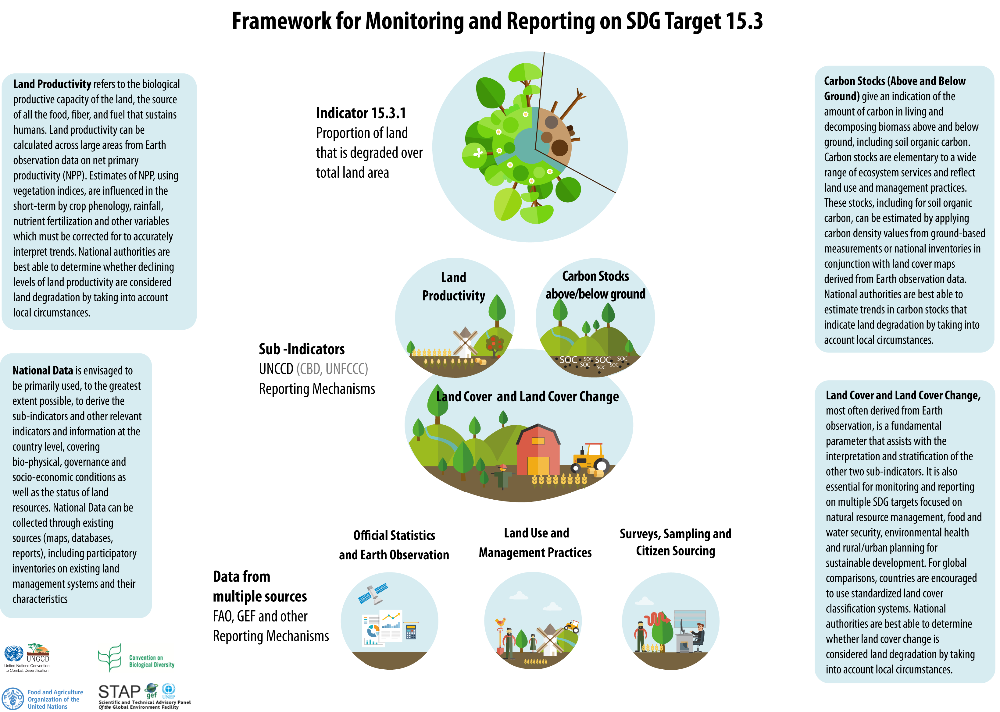 Framework for Monitoring and Reporting on SDG Target 15.3
Land Productivity refers to the biological
productive capacity of the land, the source
of all the food, fiber, and fuel that sustains
humans. Land productivity can be
calculated across large areas from Earth
observation data on net primary
productivity (NPP). Estimates of NPP, using
vegetation indices, are influenced in the
short-term by crop phenology, rainfall,
nutrient fertilization and other variables
which must be corrected for to accurately
interpret trends. National authorities are
best able to determine whether declining
levels of land productivity are considered
land degradation by taking into account
local circumstances.
National Data is envisaged to
be primarily used, to the greatest
extent possible, to derive the
sub-indicators and other relevant
indicators and information at the
country level, covering
bio-physical, governance and
socio-economic conditions as
well as the status of land
resources. National Data can be
collected through existing
sources (maps, databases,
reports), including participatory
inventories on existing land
management systems and their
characteristics
Indicator 15.3.1
Proportion of land
that is degraded over
total land area
Sub -Indicators
UNCCD (CBD, UNFCCC)
Reporting Mechanisms
Land
Productivity
Carbon Stocks
above/below ground
SOC SOC SOC SOC
SOC SOC SOC
Land Cover and Land Cover Change
Data from
multiple sources
FAO, GEF and other
Reporting Mechanisms
Official Statistics
and Earth Observation
Land Use and
Management Practices
Surveys, Sampling and
Citizen Sourcing
Carbon Stocks (Above and Below
Ground) give an indication of the
amount of carbon in living and
decomposing biomass above and below
ground, including soil organic carbon.
Carbon stocks are elementary to a wide
range of ecosystem services and reflect
land use and management practices.
These stocks, including for soil organic
carbon, can be estimated by applying
carbon density values from ground-based
measurements or national inventories in
conjunction with land cover maps
derived from Earth observation data.
National authorities are best able to
estimate trends in carbon stocks that
indicate land degradation by taking into
account local circumstances.
Land Cover and Land Cover Change,
most often derived from Earth
observation, is a fundamental
parameter that assists with the
interpretation and stratification of the
other two sub-indicators. It is also
essential for monitoring and reporting
on multiple SDG targets focused on
natural resource management, food and
water security, environmental health
and rural/urban planning for
sustainable development. For global
comparisons, countries are encouraged
to use standardized land cover
classification systems. National
authorities are best able to determine
whether land cover change is
considered land degradation by taking
into account local circumstances.
UNCCD
United Nations Convention
to Combat Desertification
Convention on
Biological Diversity
FAO
FIAT PANIS
Food and Agriculture
Organization of the
United Nations
STAP gef UNEP
Scientific and Technical Advisory Panel
Of the Global Environment Facility